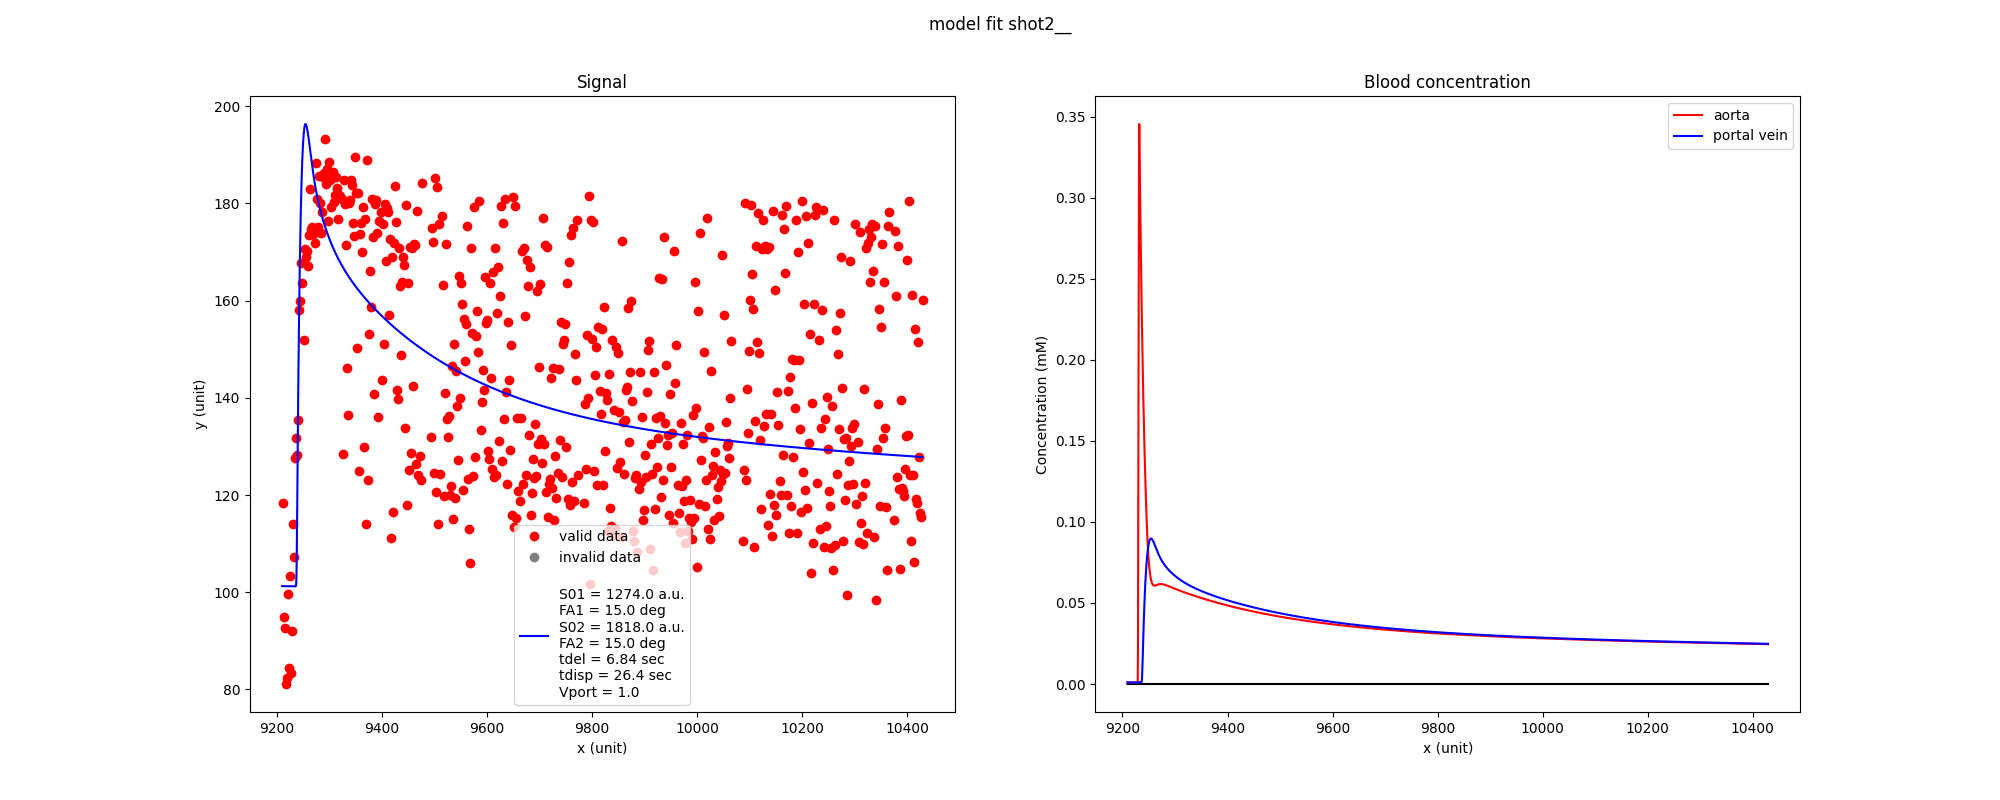 model fit shot2__
Signal
200
180
160
140
120
100
80
y (unit)
9200 9400 9600 9800 10000 10200 10400
x (unit)
valid data
invalid data
S01 = 1274.0 a.u.
FA1 = 15.0 deg
S02 = 1818.0 a.u.
FA2 = 15.0 deg
tdel = 6.84 sec
tdisp = 26.4 sec
Vport = 1.0
Blood concentration
aorta
portal vein
0.35
0.30
0.25
0.20
0.15
0.10
0.05
0.00
Concentration (mM)
9200 9400 9600 9800 10000 10200 10400
x (unit)